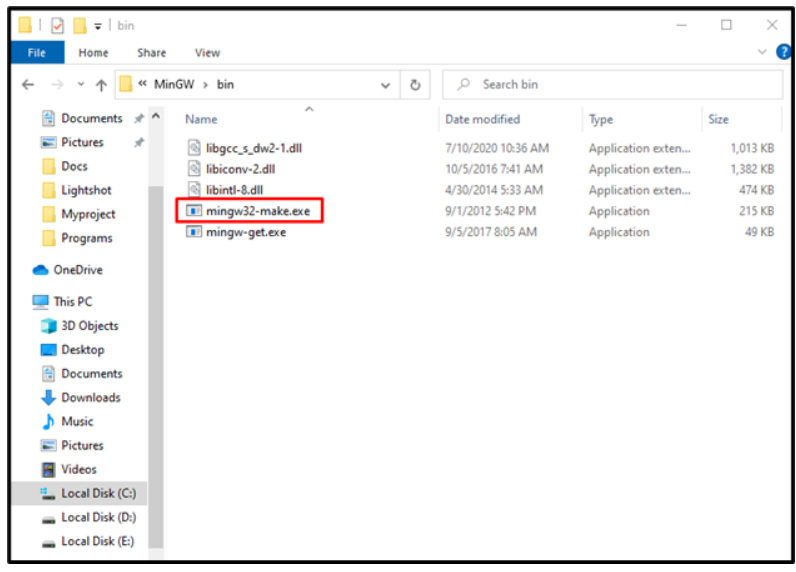 bin
File Home Share View
« MinGW › bin
Search bin
Documents
Pictures
Docs
Lightshot
Myproject
Programs
OneDrive
This PC
3D Objects
Desktop
Documents
Downloads
Music
Pictures
Videos
Local Disk (C:)
Local Disk (D:)
Local Disk (E:)
Name Date modified Type Size
libgcc_s_dw2-1.dll 7/10/2020 10:36 AM Application exten... 1,013 KB
libiconv-2.dll 10/5/2016 7:41 AM Application exten... 1,382 KB
libintl-8.dll 4/30/2014 5:33 AM Application exten... 474 KB
mingw32-make.exe 9/1/2012 5:42 PM Application 215 KB
mingw-get.exe 9/5/2017 8:05 AM Application 49 KB